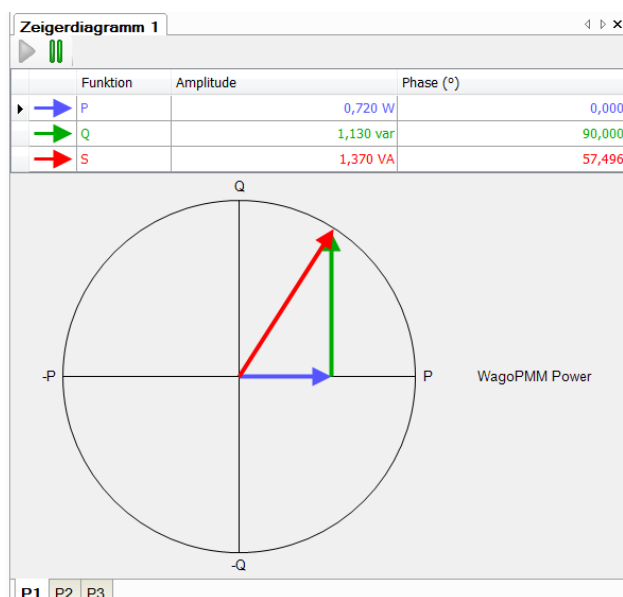 Zeigerdiagramm 1
Funktion Amplitude Phase (°)
P 0,720 W 0,000
Q 1,130 var 90,000
S 1,370 VA 57,496
Q
-P P WagoPMM Power
-Q
P1 P2 P3